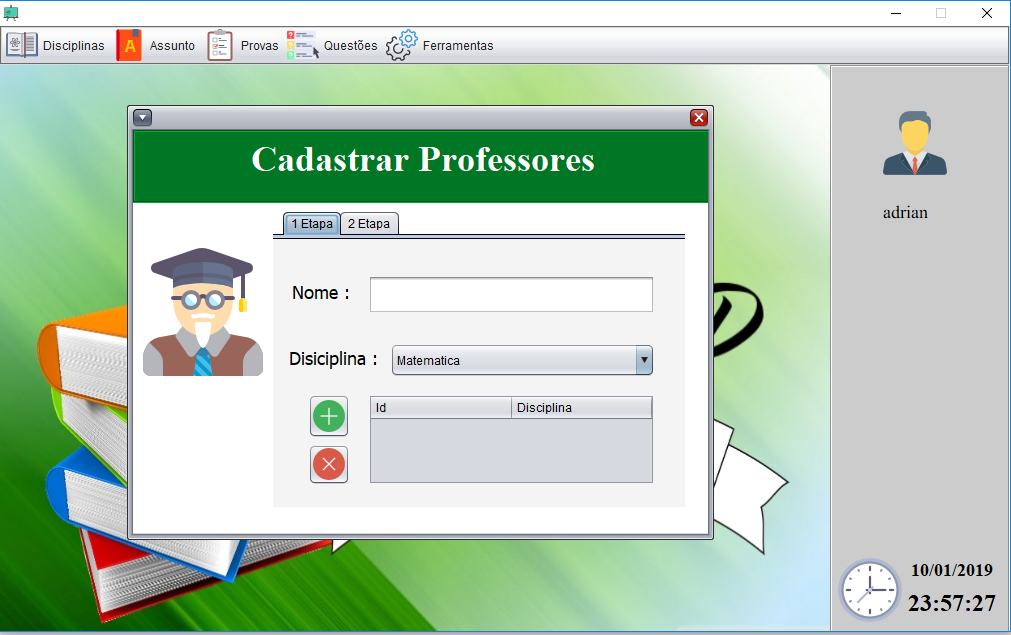 Disciplinas A Assunto Provas Questões Ferramentas
Cadastrar Professores
1 Etapa 2 Etapa
Nome :
Disiciplina : Matematica
Id Disciplina
adrian
10/01/2019
23:57:27